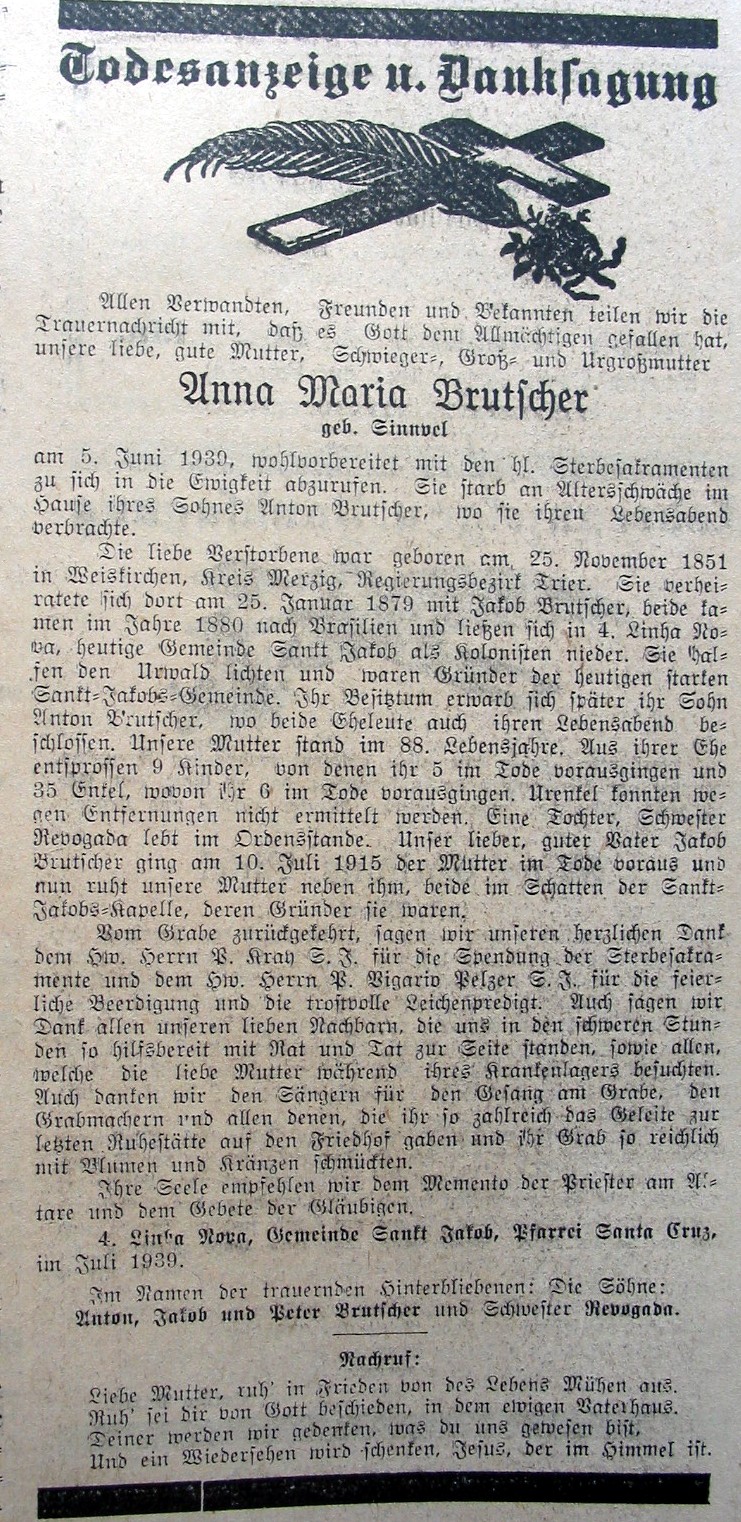 Todesanzeige u. Danksagung
Allen Verwandten, Freunden und Bekannten teilen wir die
Trauernachricht mit, daß es Gott dem Allmächtigen gefallen hat,
unsere liebe, gute Mutter, Schwieger-, Groß- und Urgroßmutter
Anna Maria Brutscher
geb. Sinnvel
am 5. Juni 1939, wohlvorbereitet mit den hl. Sterbesakramenten
zu sich in die Ewigkeit abzurufen. Sie starb an Altersschwäche im
Hause ihres Sohnes Anton Brutscher, wo sie ihren Lebensabend
verbrachte.
Die liebe Verstorbene war geboren am 25. November 1851
in Weiskirchen, Kreis Merzig, Regierungsbezirk Trier. Sie verhei-
ratete sich dort am 25. Januar 1879 mit Jakob Brutscher, beide ka-
men im Jahre 1880 nach Brasilien und ließen sich in 4. Linha No-
va, heutige Gemeinde Sankt Jakob als Kolonisten nieder. Sie hal-
fen den Urwald lichten und waren Gründer der heutigen starken
Sankt-Jakobs-Gemeinde. Ihr Besitztum erwarb sich später ihr Sohn
Anton Brutscher, wo beide Eheleute auch ihren Lebensabend be-
schlossen. Unsere Mutter stand im 88. Lebensjahre. Aus ihrer Ehe
entsprossen 9 Kinder, von denen ihr 5 im Tode vorausgingen und
35 Enkel, wovon ihr 6 im Tode vorausgingen. Urenkel konnten we-
gen Entfernungen nicht ermittelt werden. Eine Tochter, Schwester
Revogada lebt im Ordensstande. Unser lieber, guter Vater Jakob
Brutscher ging am 10. Juli 1915 der Mutter im Tode voraus und
nun ruht unsere Mutter neben ihm, beide im Schatten der Sankt-
Jakobs-Kapelle, deren Gründer sie waren.
Vom Grabe zurückgekehrt, sagen wir unseren herzlichen Dank
dem Hw. Herrn P. Kray S. J. für die Spendung der Sterbesakra-
mente und dem Hw. Herrn P. Vigario Pelzer S. J. für die feier-
liche Beerdigung und die trostvolle Leichenpredigt. Auch sagen wir
Dank allen unseren lieben Nachbarn, die uns in den schweren Stun-
den so hilfsbereit mit Rat und Tat zur Seite standen, sowie allen,
welche die liebe Mutter während ihres Krankenlagers besuchten.
Auch danken wir den Sängern für den Gesang am Grabe, den
Grabmachern und allen denen, die ihr so zahlreich das Geleite zur
letzten Ruhestätte auf den Friedhof gaben und ihr Grab so reichlich
mit Blumen und Kränzen schmückten.
Ihre Seele empfehlen wir dem Memento der Priester am Al-
tare und dem Gebete der Gläubigen.
4. Linha Nova, Gemeinde Sankt Jakob, Pfarrei Santa Cruz,
im Juli 1939.
Im Namen der trauernden Hinterbliebenen: Die Söhne:
Anton, Jakob und Peter Brutscher und Schwester Revogada.
Nachruf:
Liebe Mutter, ruh' in Frieden von des Lebens Mühen aus.
Ruh' sei dir von Gott beschieden, in dem ewigen Vaterhaus.
Deiner werden wir gedenken, was du uns gewesen bist,
Und ein Wiedersehen wird schenken, Jesus, der im Himmel ist.